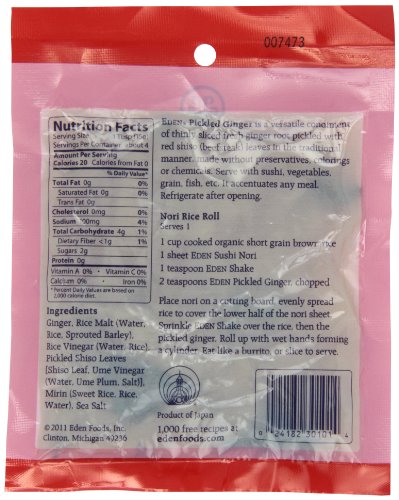 007473
Nutrition Facts
Serving Size 1 Tbsp
Servings Per Container about 4
Amount Per Serving
Calories 20 Calories from Fat 0
% Daily Value*
Total Fat 0g 0%
Saturated Fat 0g 0%
Trans Fat 0g
Cholesterol 0mg 0%
Sodium 4%
Total Carbohydrate 4g 1%
Dietary Fiber <1g 1%
Sugars 2g
Protein 0g
Vitamin A 0% • Vitamin C 0%
Calcium 0% • Iron 0%
* Percent Daily Values are based on
2,000 calorie diet.
Ingredients
Ginger, Rice Malt (Water,
Rice, Sprouted Barley),
Rice Vinegar (Water, Rice),
Pickled Shiso Leaves
[Shiso Leaf, Ume Vinegar
(Water, Ume Plum, Salt)],
Mirin (Sweet Rice, Rice,
Water), Sea Salt
© 2011 Eden Foods, Inc.
Clinton, Michigan 49236
EDEN® Pickled Ginger is a versatile condiment
of thinly sliced fresh ginger root pickled with
red shiso (beefsteak) leaves in the traditional
manner, made without preservatives, colorings
or chemicals. Serve with sushi, vegetables,
grain, fish, etc. It accentuates any meal.
Refrigerate after opening.
Nori Rice Roll
Serves 1
1 cup cooked organic short grain brown rice
1 sheet EDEN Sushi Nori
1 teaspoon EDEN Shake
2 teaspoons EDEN Pickled Ginger, chopped
Place nori on a cutting board, evenly spread
rice to cover the lower half of the nori sheet.
Sprinkle EDEN Shake over the rice, then the
pickled ginger. Roll up with wet hands forming
a cylinder. Eat like a burrito, or slice to serve.
Product of Japan
1,000 free recipes at
edenfoods.com
0 24182 30101 4